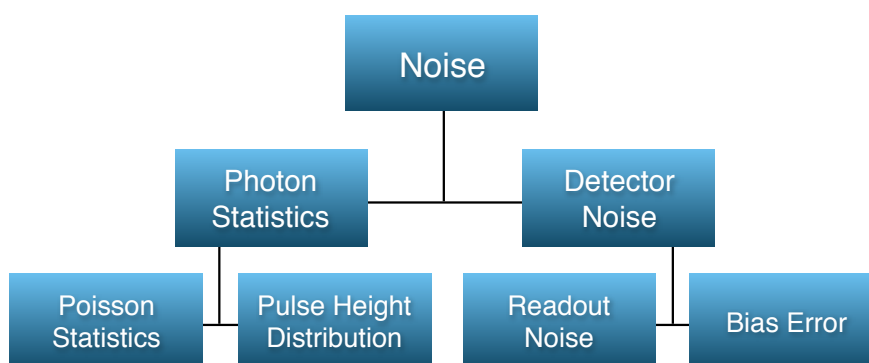 Noise
Photon
Statistics
Detector
Noise
Poisson
Statistics
Pulse Height
Distribution
Readout
Noise
Bias Error